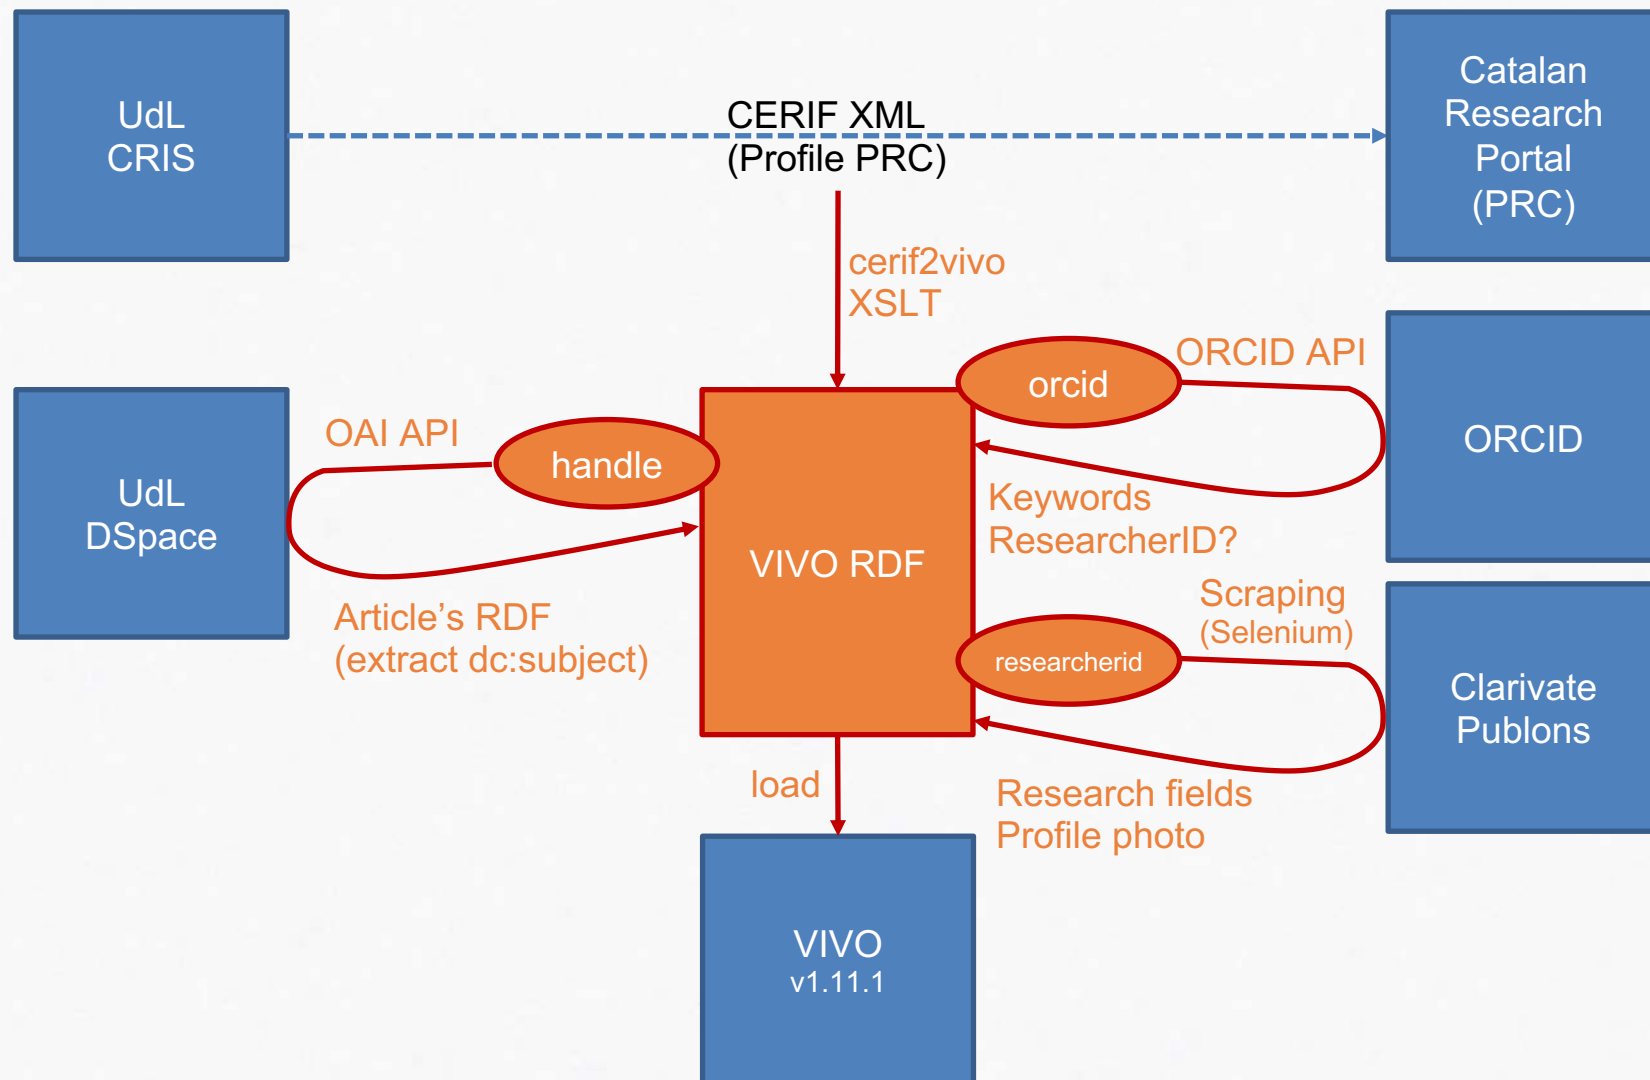 UdL
CRIS
CERIF XML
(Profile PRC)
Catalan
Research
Portal
(PRC)
cerif2vivo
XSLT
ORCID API
orcid
ORCID
Keywords
ResearcherID?
OAI API
handle
UdL
DSpace
Article’s RDF
(extract dc:subject)
VIVO RDF
Scraping
(Selenium)
researcherid
Clarivate
Publons
Research fields
Profile photo
load
VIVO
v1.11.1